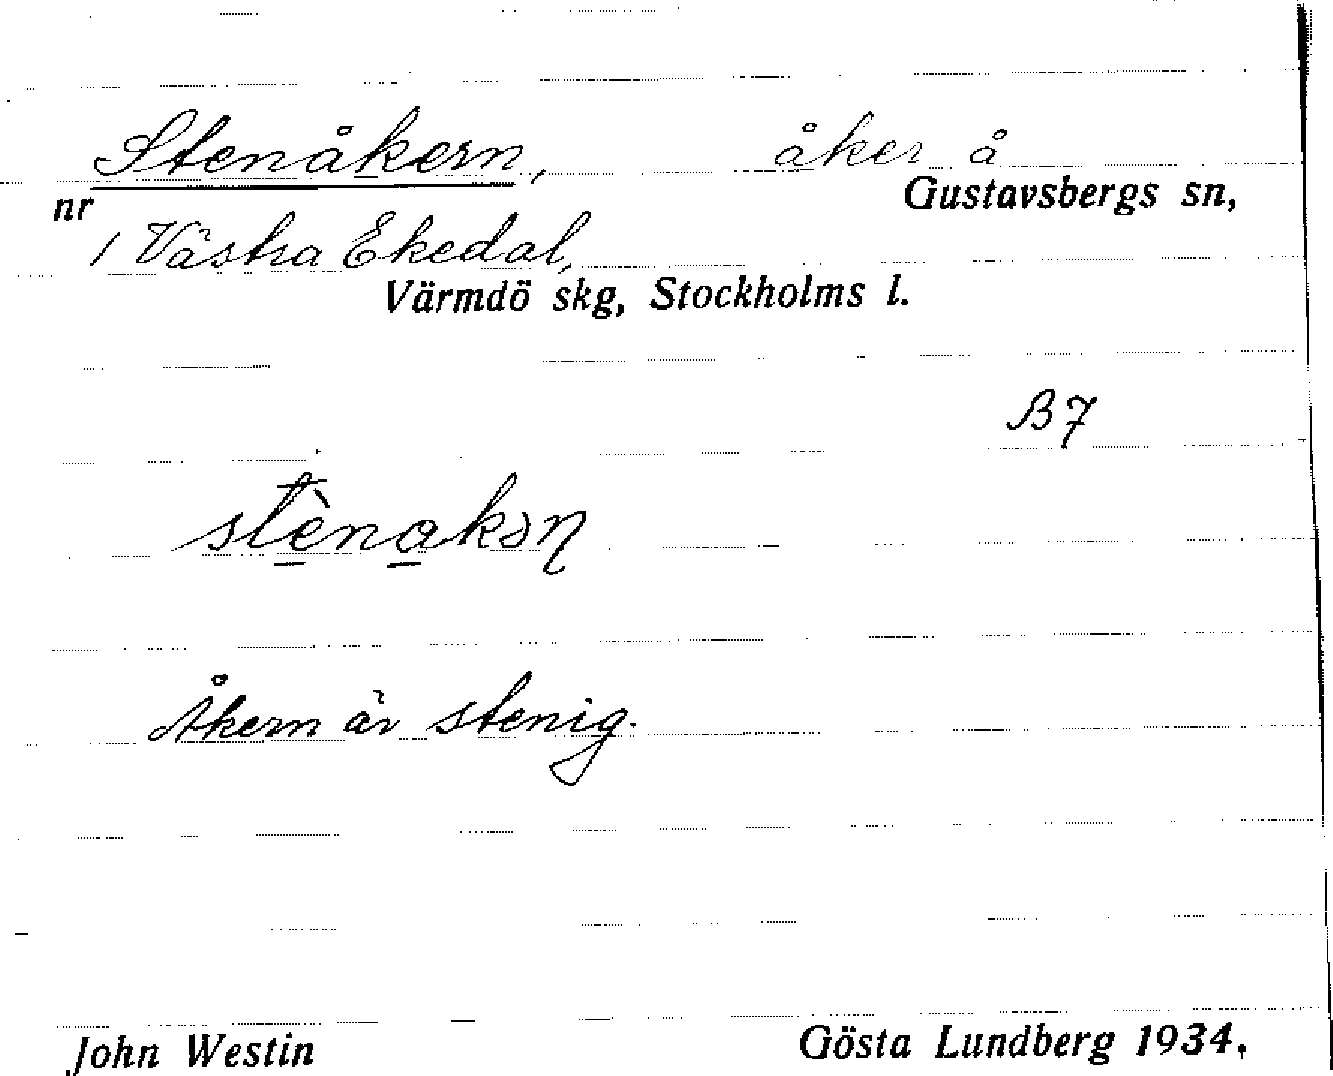 Stenåkern, åker å
Gustavsbergs sn,
nr
1 Västra Ekedal,
Värmdö skg, Stockholms l.
B7
stènakəɳ
Åkern är stenig.
John Westin Gösta Lundberg 1934.